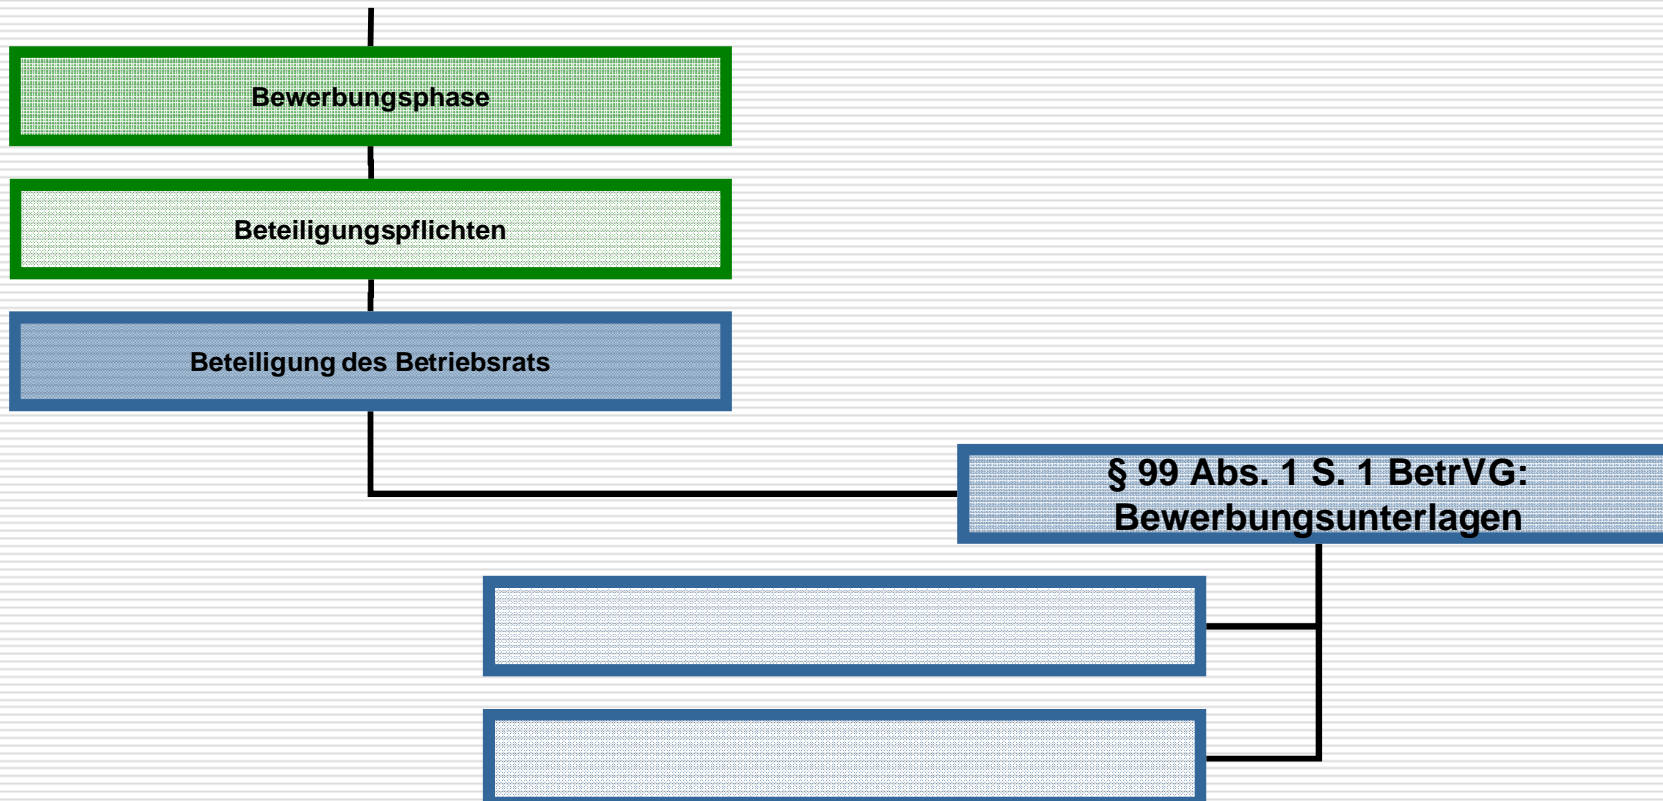 Bewerbungsphase
Beteiligungspflichten
Beteiligung des Betriebsrats
§ 99 Abs. 1 S. 1 BetrVG:
Bewerbungsunterlagen